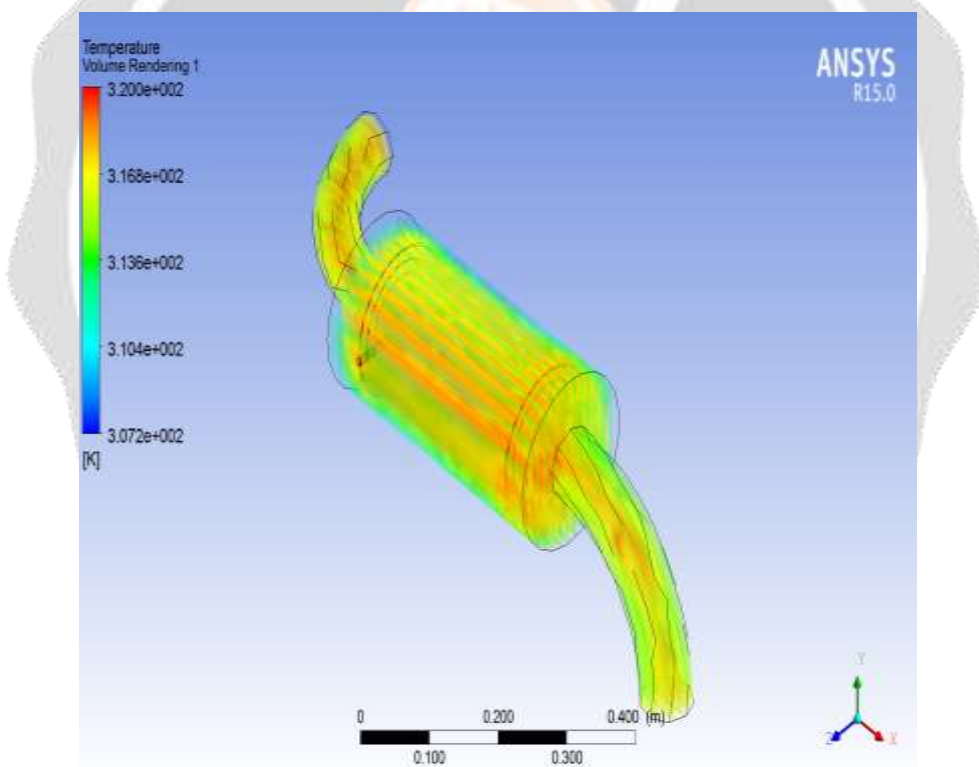 Temperature
Volume Rendering 1
3.200e+002
3.168e+002
3.136e+002
3.104e+002
3.072e+002
[K]
ANSYS
R15.0
0 0.200 0.400 (m)
0.100 0.300
Y
Z X